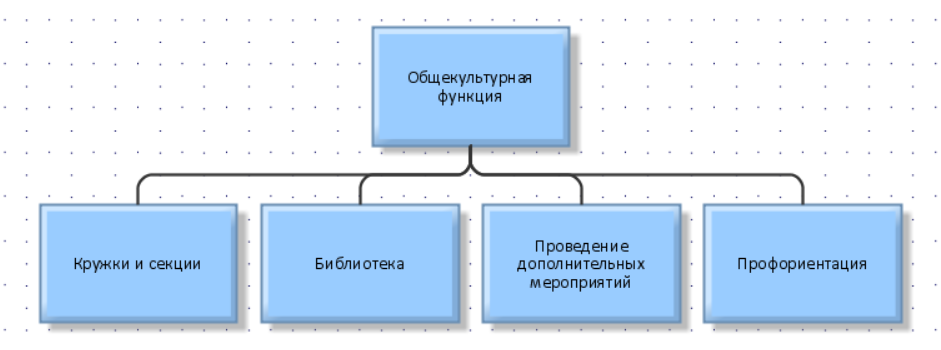 Общекультурная
функция
Кружки и секции
Библиотека
Проведение
дополнительных
мероприятий
Профориентация